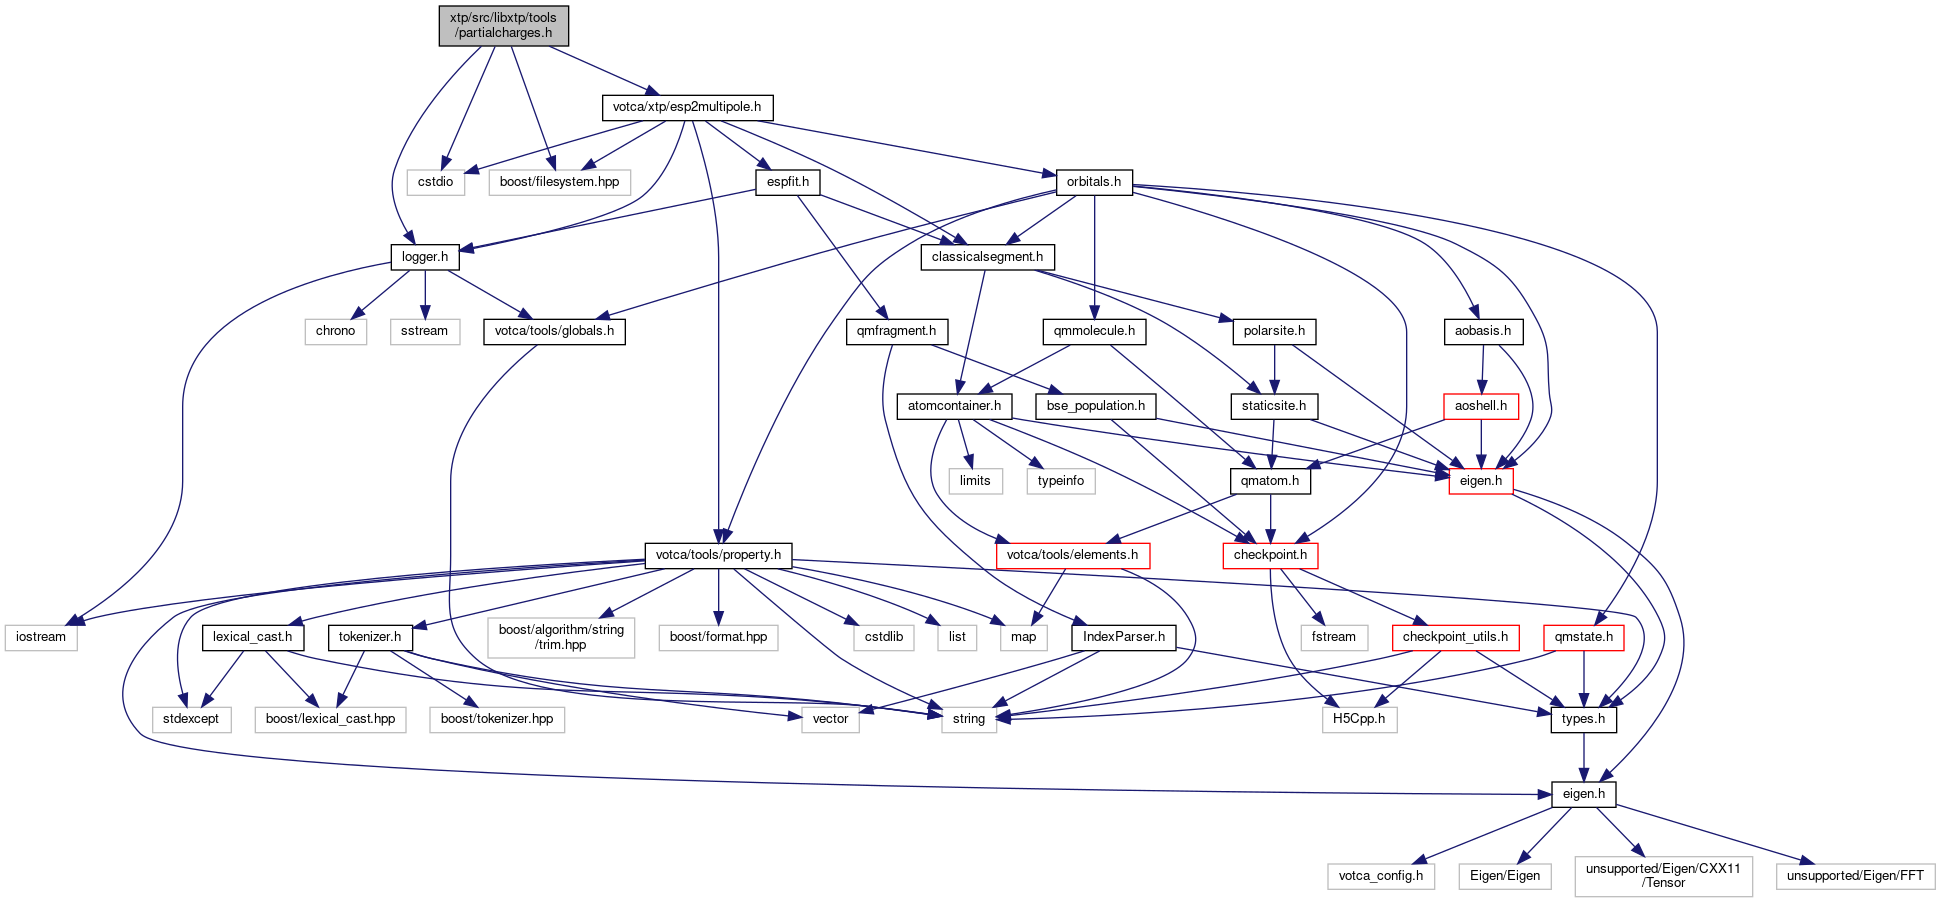 xtp/src/libxtp/tools
/partialcharges.h
votca/xtp/esp2multipole.h
cstdio
boost/filesystem.hpp
espfit.h
orbitals.h
logger.h
classicalsegment.h
chrono
sstream
votca/tools/globals.h
qmfragment.h
qmmolecule.h
polarsite.h
aobasis.h
atomcontainer.h
bse_population.h
staticsite.h
aoshell.h
limits
typeinfo
qmatom.h
eigen.h
votca/tools/property.h
votca/tools/elements.h
checkpoint.h
iostream
lexical_cast.h
tokenizer.h
boost/algorithm/string
/trim.hpp
boost/format.hpp
cstdlib
list
map
IndexParser.h
fstream
checkpoint_utils.h
qmstate.h
stdexcept
boost/lexical_cast.hpp
boost/tokenizer.hpp
vector
string
H5Cpp.h
types.h
eigen.h
votca_config.h
Eigen/Eigen
unsupported/Eigen/CXX11
/Tensor
unsupported/Eigen/FFT